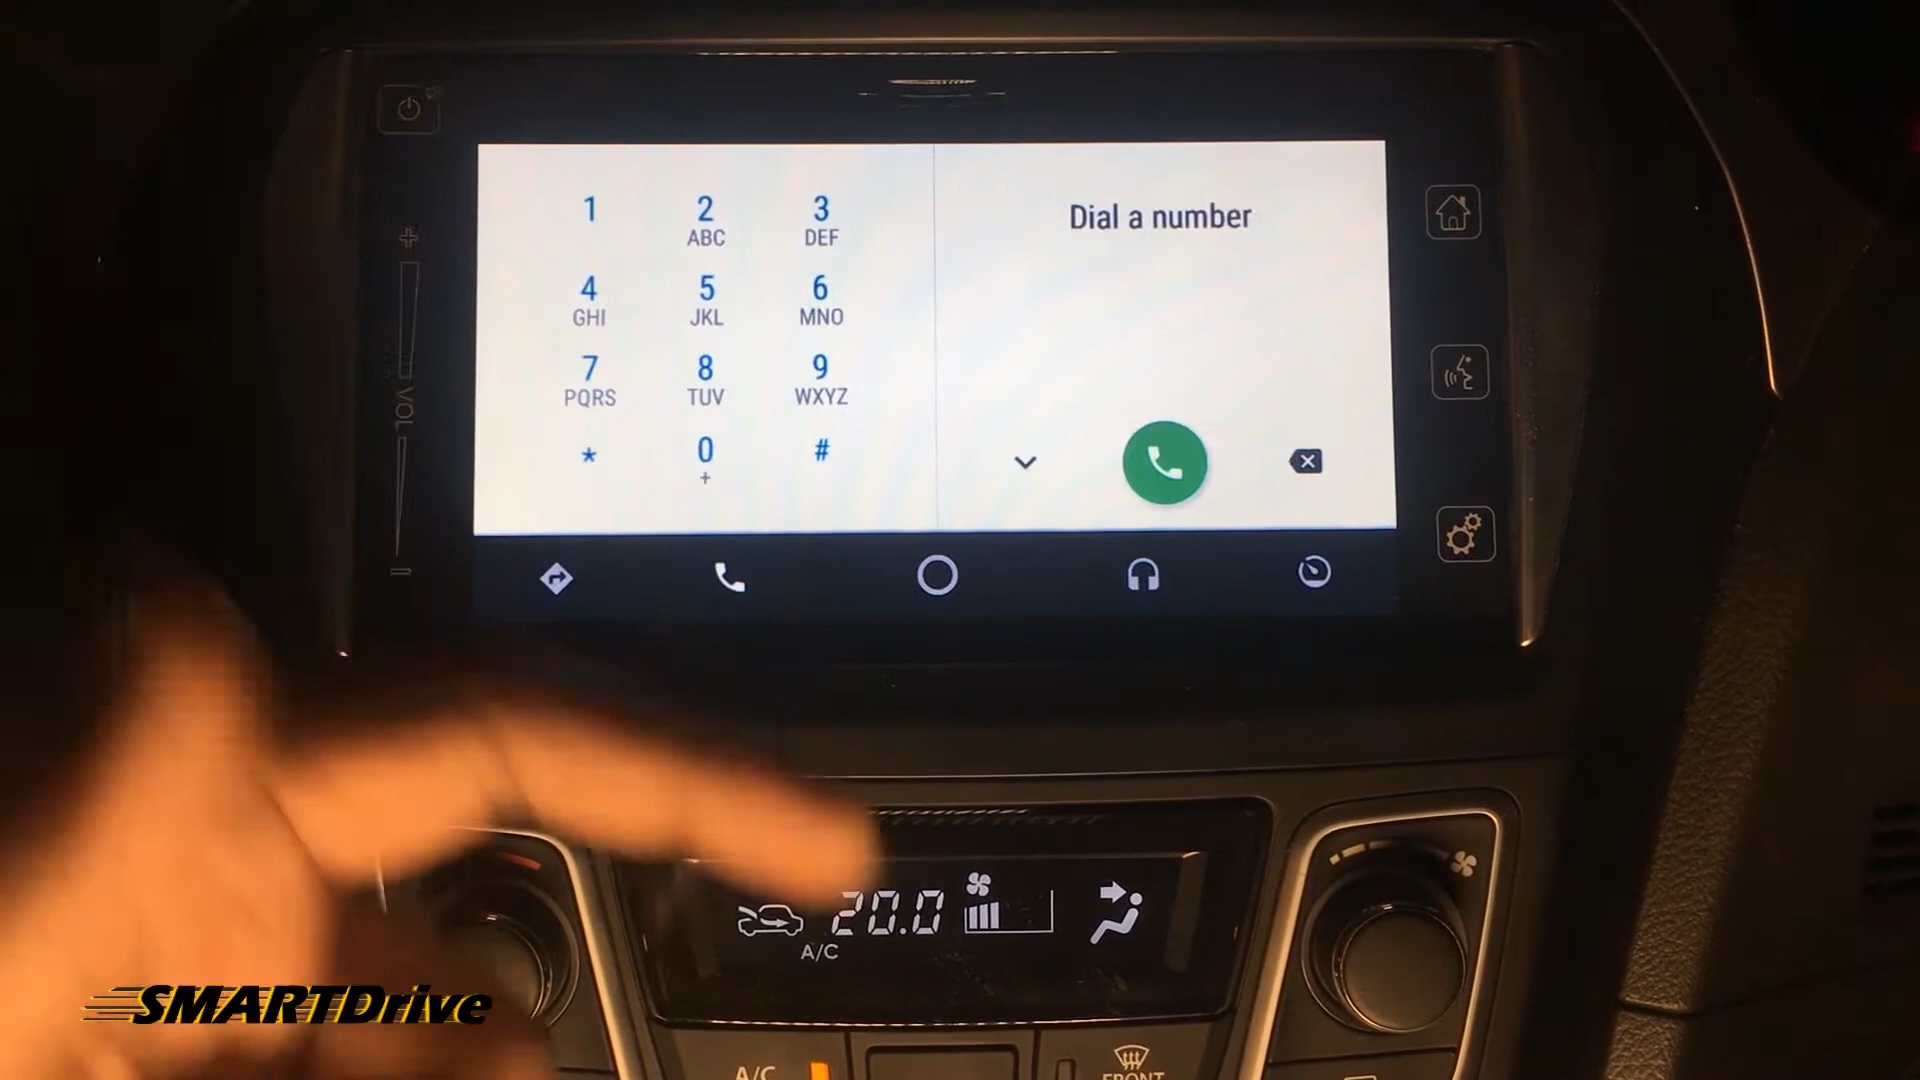 1
2
ABC
3
DEF
4
GHI
5
JKL
6
MNO
7
PQRS
8
TUV
9
WXYZ
*
0
+
#
Dial a number
VOL
20.0
A/C
A/C
FRONT
SMARTDrive